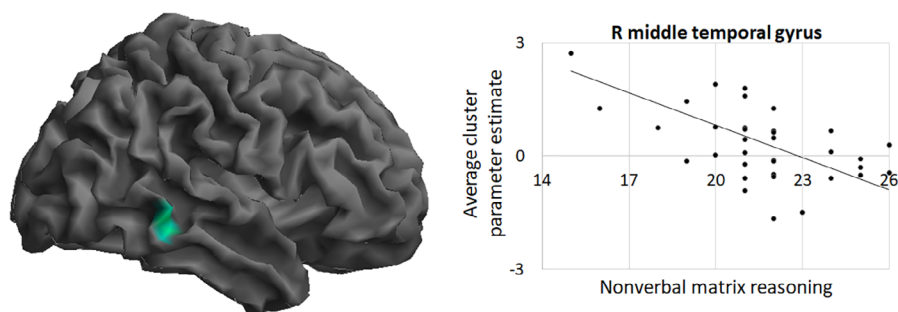 R middle temporal gyrus
Average cluster
parameter estimate
3
0
-3
14
17
20
23
26
Nonverbal matrix reasoning